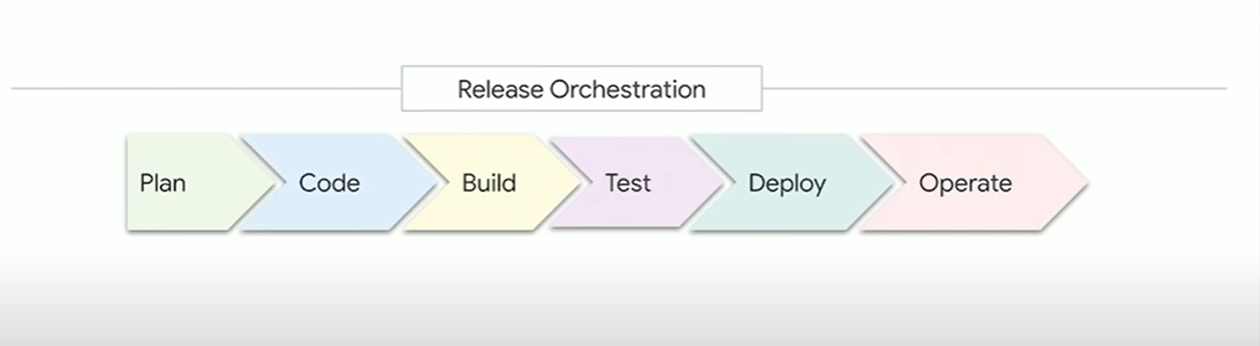 Release Orchestration
Plan
Code
Build
Test
Deploy
Operate